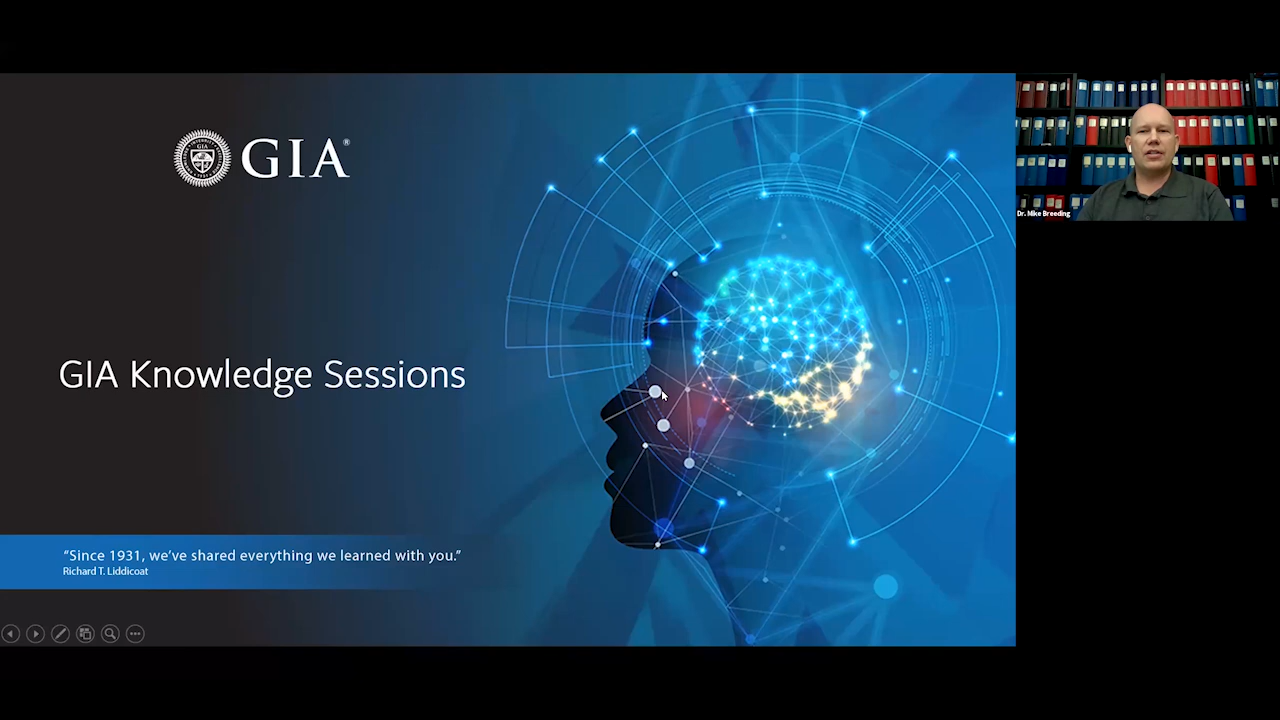 GIA®
GIA Knowledge Sessions
“Since 1931, we’ve shared everything we learned with you.”
Richard T. Liddicoat
Dr. Mike Breeding